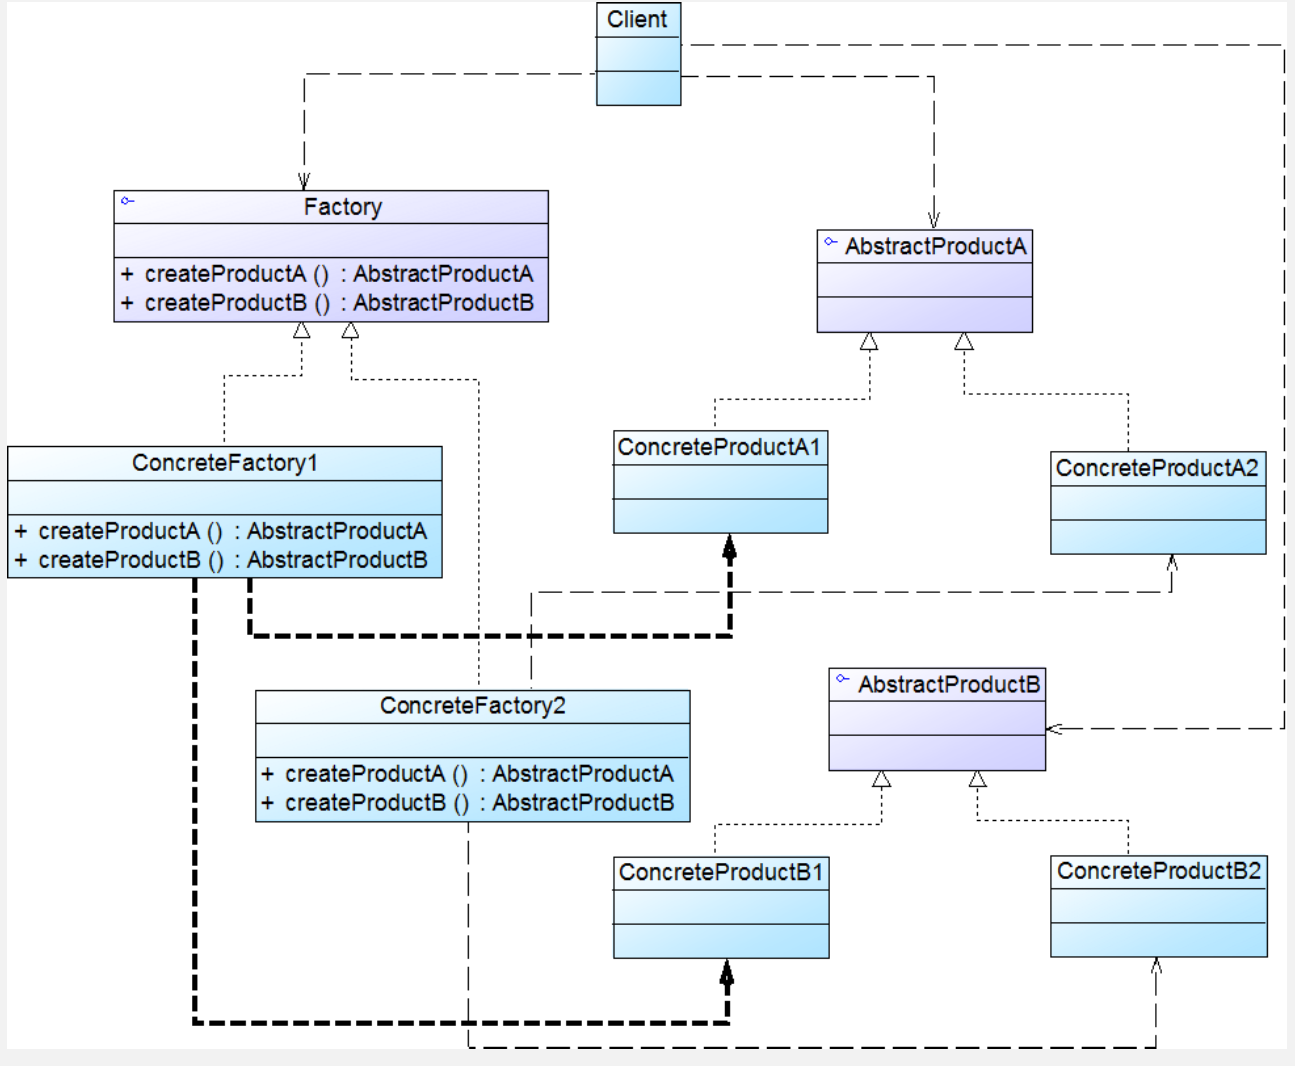 Client
Factory
+ createProductA () : AbstractProductA
+ createProductB () : AbstractProductB
AbstractProductA
ConcreteProductA1
ConcreteFactory1
+ createProductA () : AbstractProductA
+ createProductB () : AbstractProductB
ConcreteProductA2
AbstractProductB
ConcreteFactory2
+ createProductA () : AbstractProductA
+ createProductB () : AbstractProductB
ConcreteProductB1
ConcreteProductB2